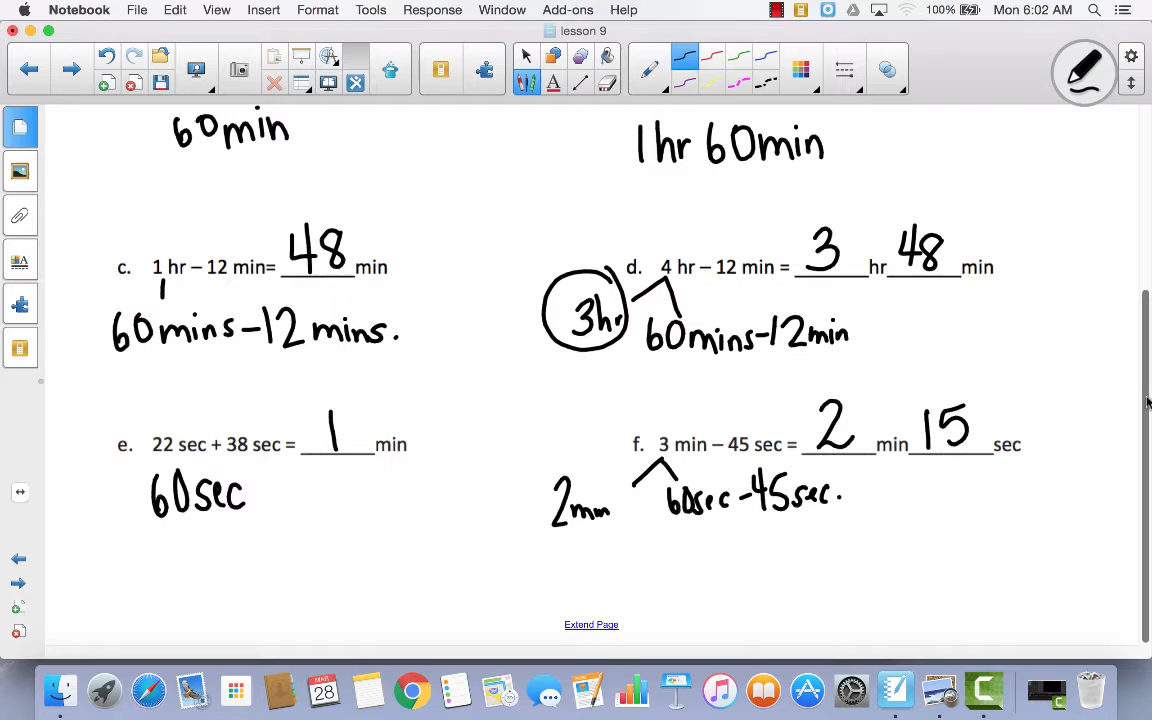 Notebook File Edit View Insert Format Tools Response Window Add-ons Help 100% Mon 6:02 AM
lesson 9
60min
1hr 60min
c. 1 hr – 12 min= 48 min
d. 4 hr – 12 min = 3 hr 48 min
60mins-12mins.
3hr 60mins-12min
e. 22 sec + 38 sec = 1 min
f. 3 min – 45 sec = 2 min 15 sec
60sec
2min 60sec-45sec.
Extend Page
28